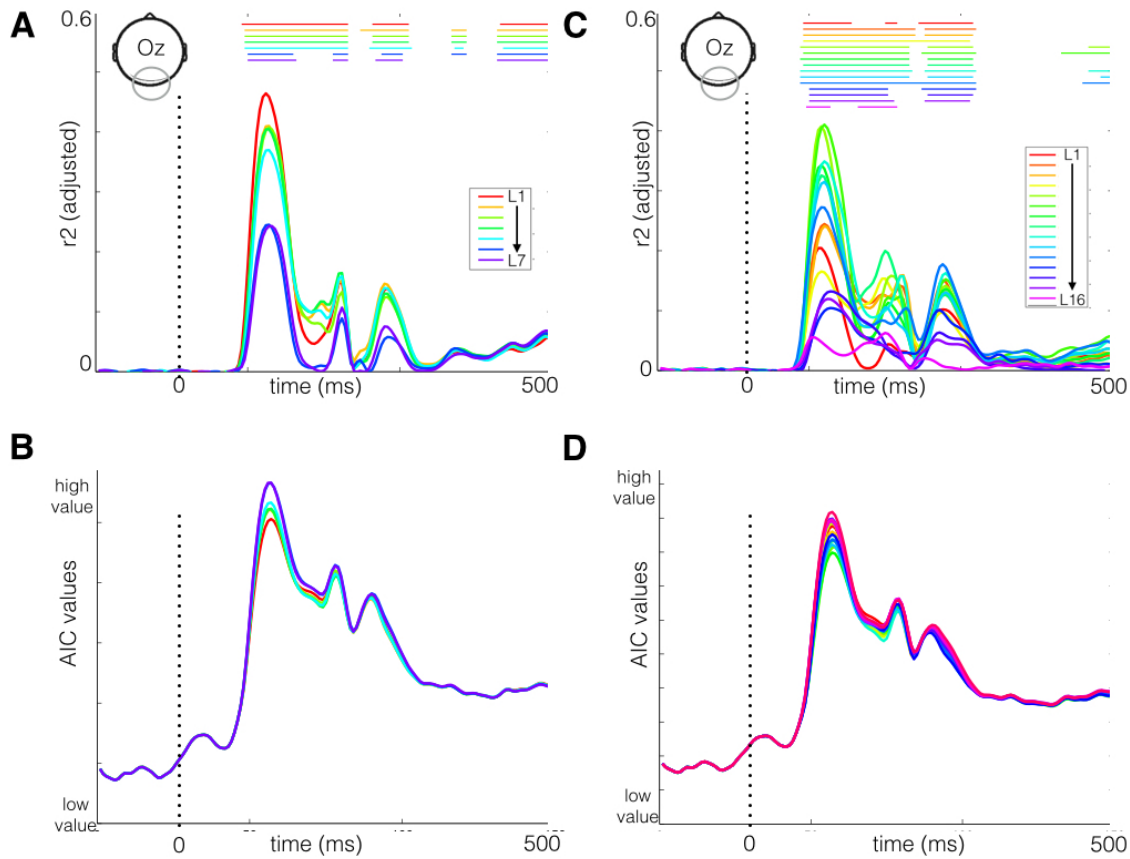 A
0.6
Oz
r2 (adjusted)
L1
L7
0
0
time (ms)
500
C
0.6
Oz
r2 (adjusted)
L1
L16
0
0
time (ms)
500
B
high
value
AIC values
low
value
0
time (ms)
500
D
high
value
AIC values
low
value
0
time (ms)
500